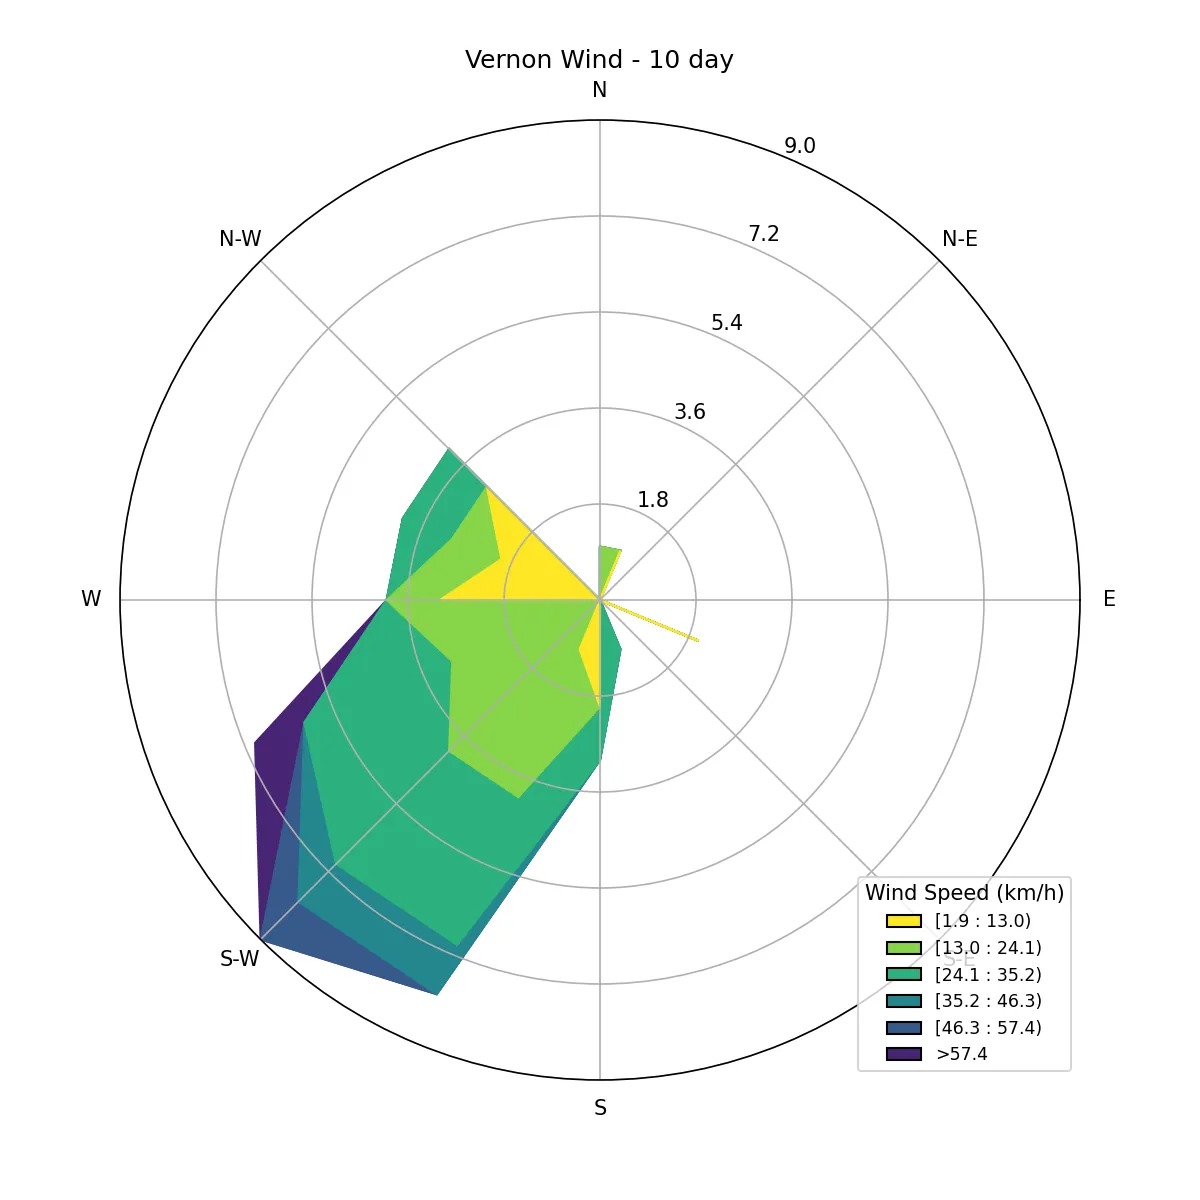 Vernon Wind - 10 day
N
9.0
7.2
N-W
N-E
5.4
3.6
1.8
W
E
Wind Speed (km/h)
[1.9 : 13.0)
[13.0 : 24.1)
[24.1 : 35.2)
[35.2 : 46.3)
[46.3 : 57.4)
>57.4
S-W
S-E
S